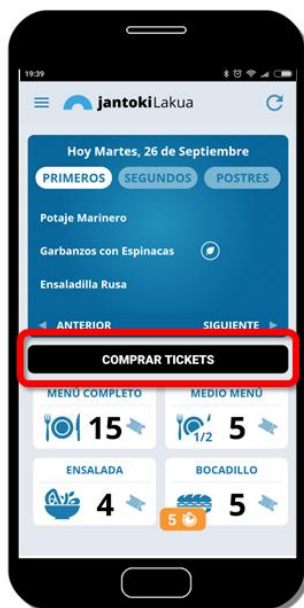 19:39
jantokiLakua
Hoy Martes, 26 de Septiembre
PRIMEROS SEGUNDOS POSTRES
Potaje Marinero
Garbanzos con Espinacas
Ensaladilla Rusa
ANTERIOR SIGUIENTE
COMPRAR TICKETS
MENÚ COMPLETO MEDIO MENÚ
15 1/2 5
ENSALADA BOCADILLO
4 5 5